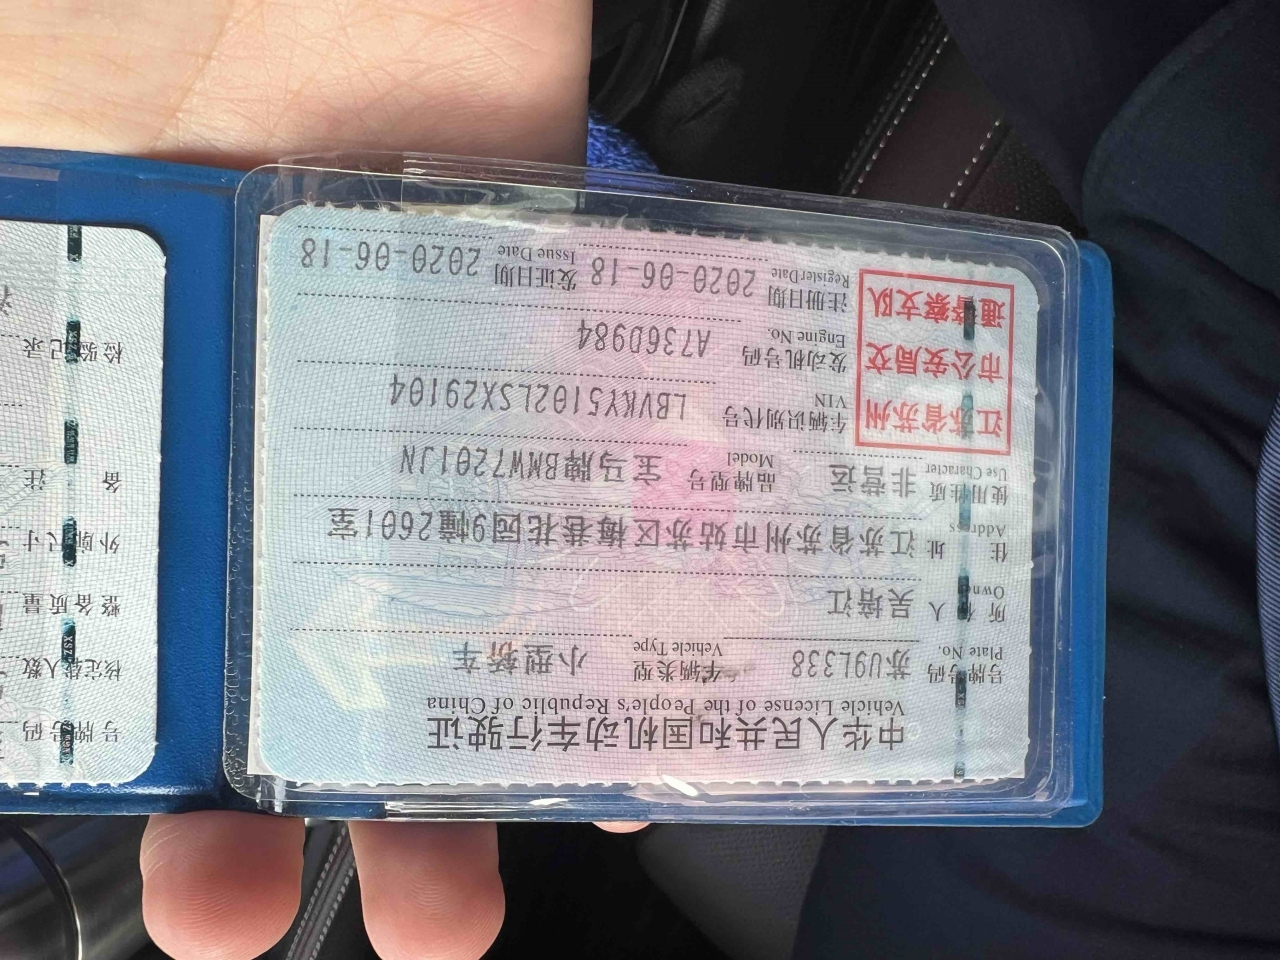 中华人民共和国机动车行驶证
Vehicle License of the People's Republic of China
号牌号码 苏U9L338 车辆类型 小型轿车
Plate No. Vehicle Type
所有人 吴培江
Owner
住址 江苏省苏州市姑苏区梅巷花园9幢2601室
Address
使用性质 非营运 品牌型号 宝马牌BMW7201JN
Use Character Model
江苏省苏州
市公安局交
通警察支队
车辆识别代号 LBVKY5102LSX29104
VIN
发动机号码 A736D984
Engine No.
注册日期 2020-06-18 发证日期 2020-06-18
Register Date Issue Date
号牌号码
核定载人数
整备质量
外廓尺寸
备注
检验记录